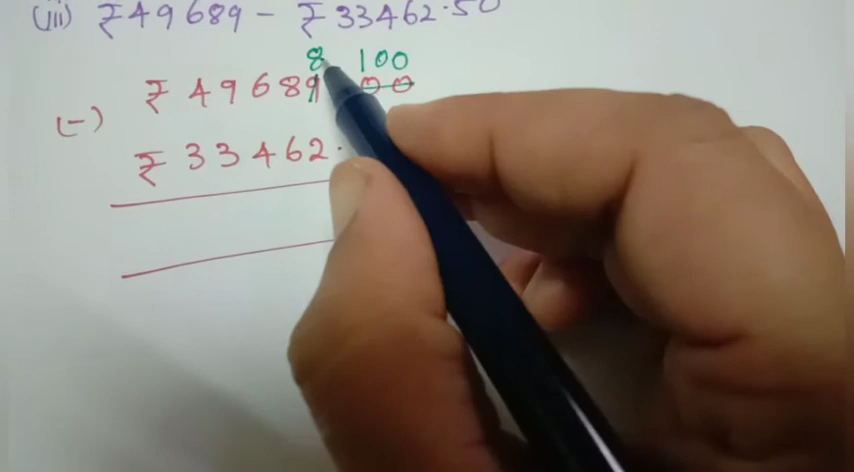 (iii) ₹49689 - ₹33462.50
8 100
₹ 49689 00
(-)
₹ 33462.